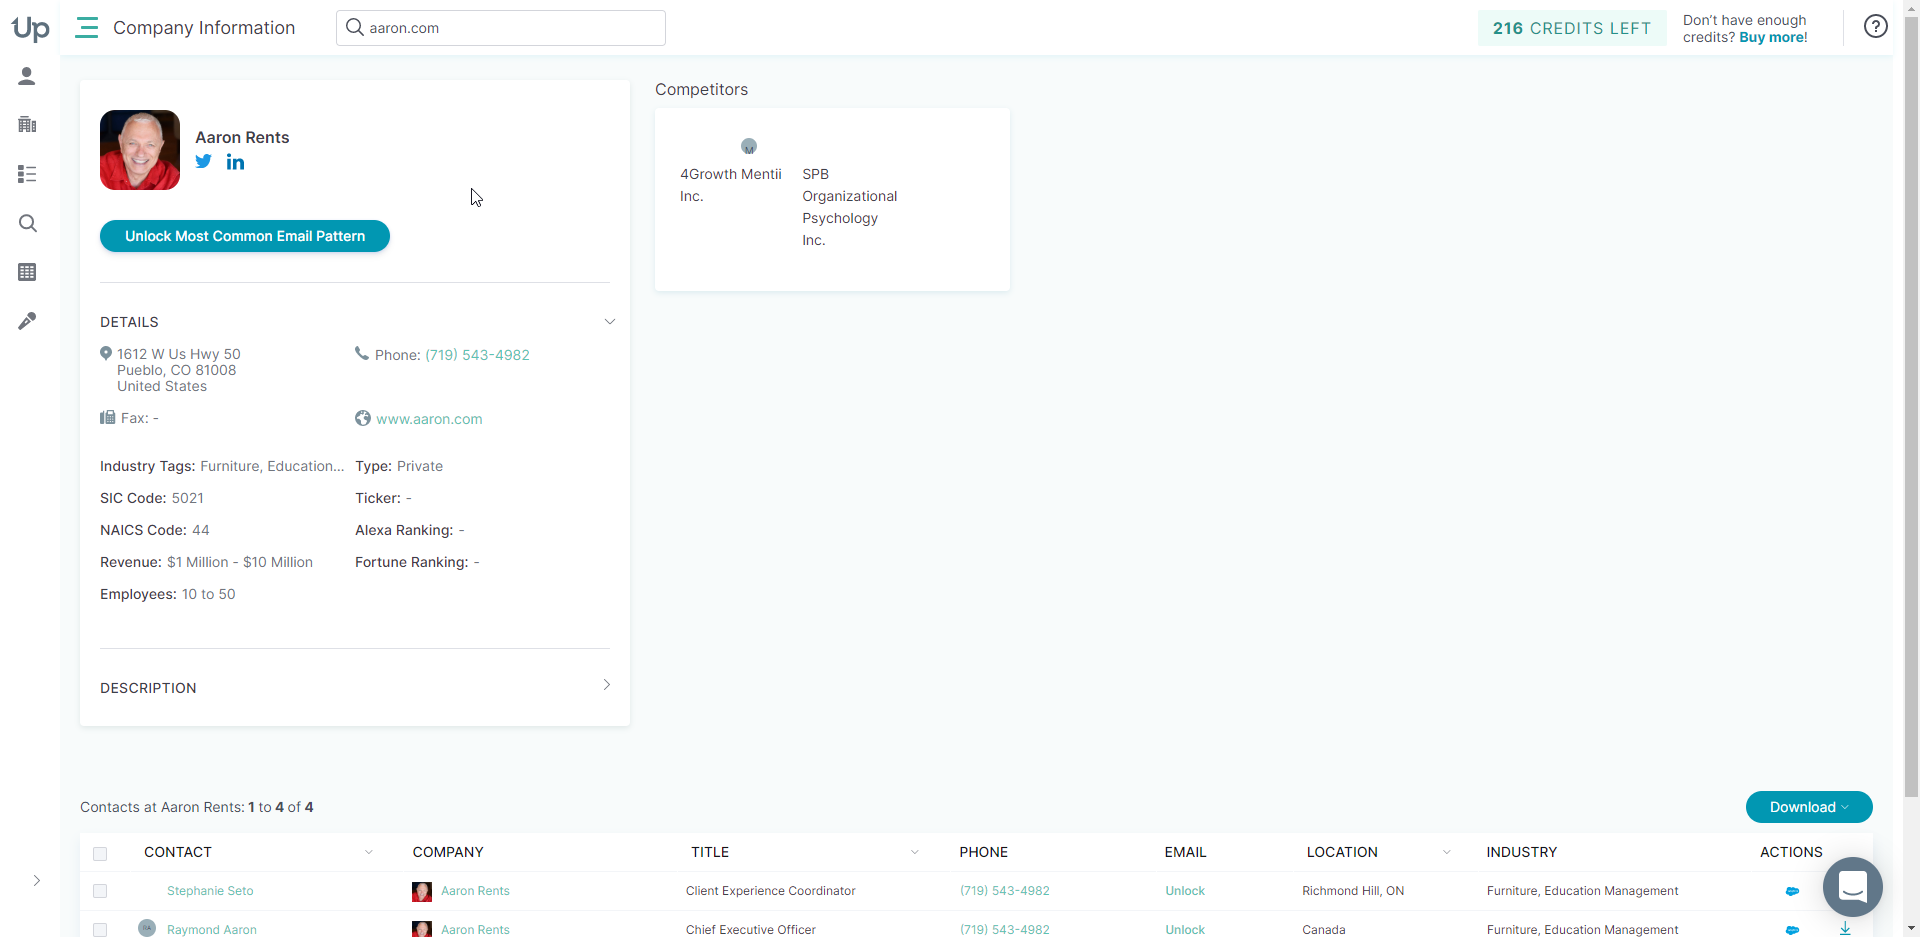 Up
Company Information
aaron.com
216 CREDITS LEFT
Don't have enough
credits? Buy more!
Aaron Rents
Unlock Most Common Email Pattern
DETAILS
1612 W Us Hwy 50
Pueblo, CO 81008
United States
Phone: (719) 543-4982
Fax: -
www.aaron.com
Industry Tags: Furniture, Education...
Type: Private
SIC Code: 5021
Ticker: -
NAICS Code: 44
Alexa Ranking: -
Revenue: $1 Million - $10 Million
Fortune Ranking: -
Employees: 10 to 50
DESCRIPTION
Competitors
M
4Growth Mentii
Inc.
SPB
Organizational
Psychology
Inc.
Contacts at Aaron Rents: 1 to 4 of 4
Download
CONTACT COMPANY TITLE PHONE EMAIL LOCATION INDUSTRY ACTIONS
Stephanie Seto Aaron Rents Client Experience Coordinator (719) 543-4982 Unlock Richmond Hill, ON Furniture, Education Management
RA Raymond Aaron Aaron Rents Chief Executive Officer (719) 543-4982 Unlock Canada Furniture, Education Management